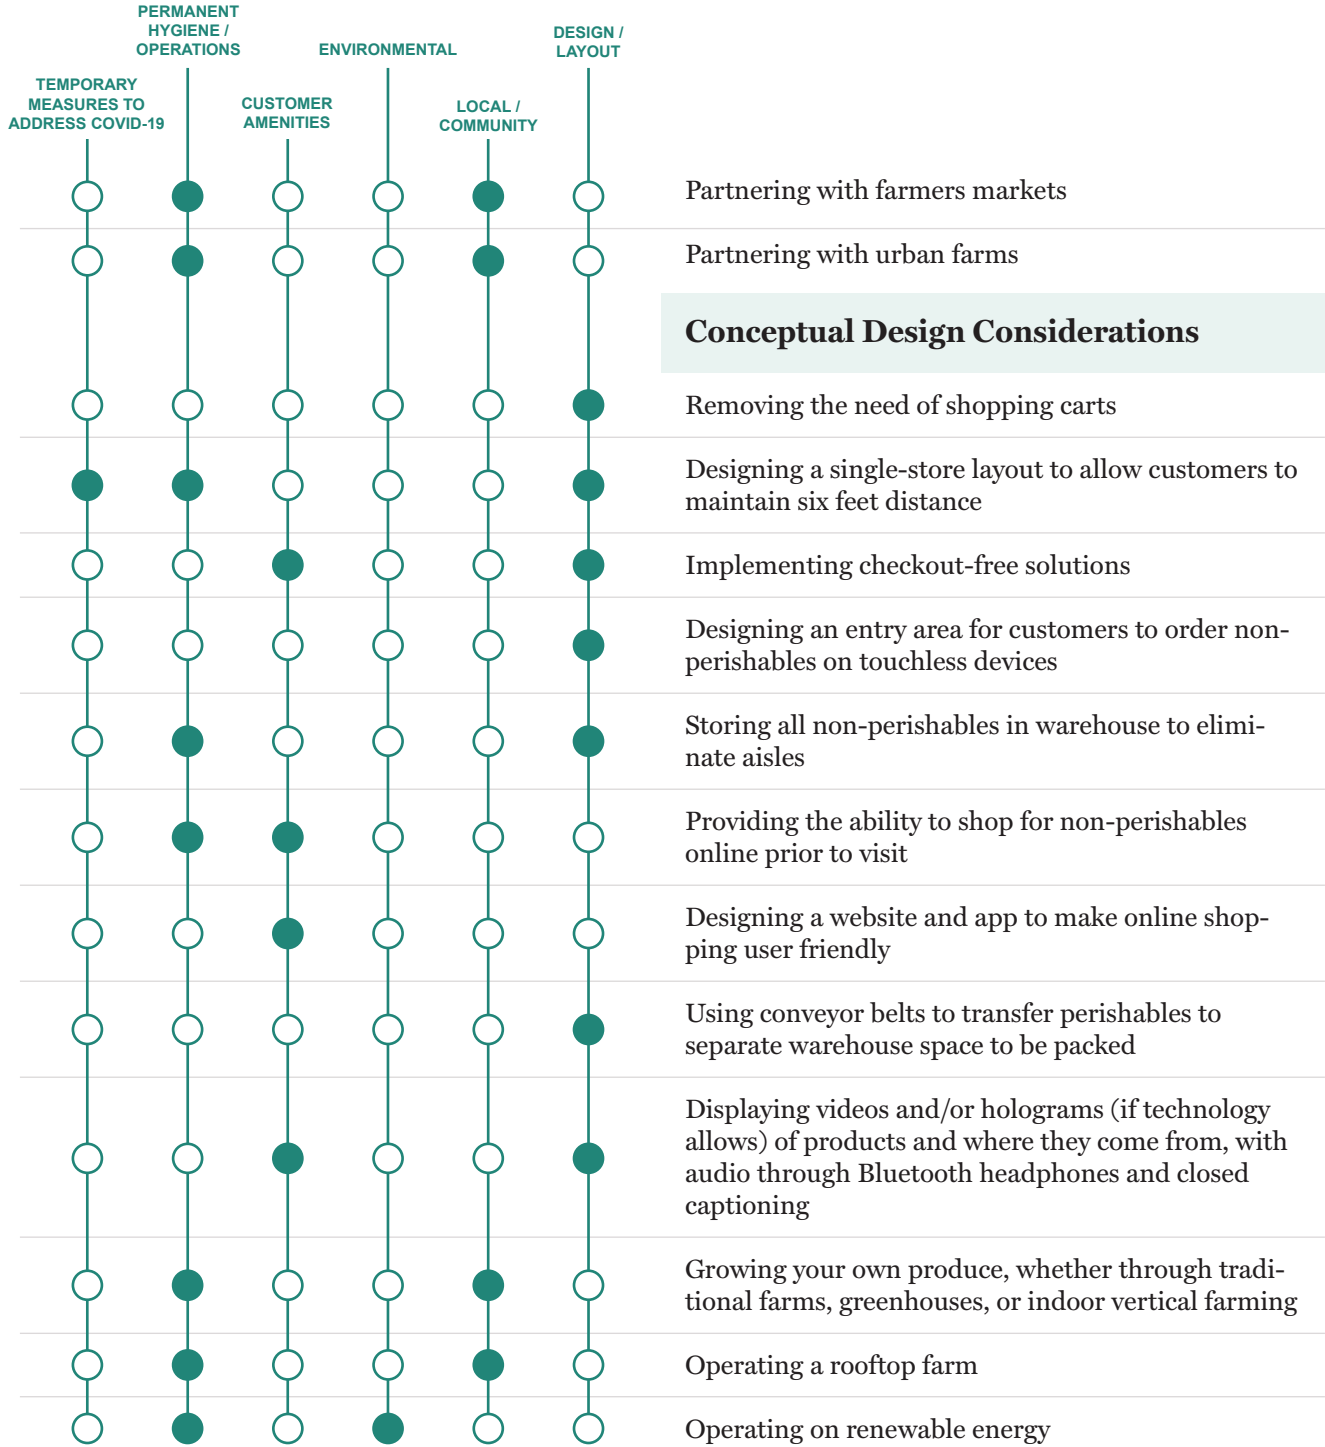 PERMANENT
HYGIENE /
OPERATIONS
DESIGN /
LAYOUT
ENVIRONMENTAL
TEMPORARY
MEASURES TO
ADDRESS COVID-19
CUSTOMER
AMENITIES
LOCAL /
COMMUNITY
Partnering with farmers markets
Partnering with urban farms
Conceptual Design Considerations
Removing the need of shopping carts
Designing a single-store layout to allow customers to
maintain six feet distance
Implementing checkout-free solutions
Designing an entry area for customers to order non-
perishables on touchless devices
Storing all non-perishables in warehouse to elimi-
nate aisles
Providing the ability to shop for non-perishables
online prior to visit
Designing a website and app to make online shop-
ping user friendly
Using conveyor belts to transfer perishables to
separate warehouse space to be packed
Displaying videos and/or holograms (if technology
allows) of products and where they come from, with
audio through Bluetooth headphones and closed
captioning
Growing your own produce, whether through tradi-
tional farms, greenhouses, or indoor vertical farming
Operating a rooftop farm
Operating on renewable energy